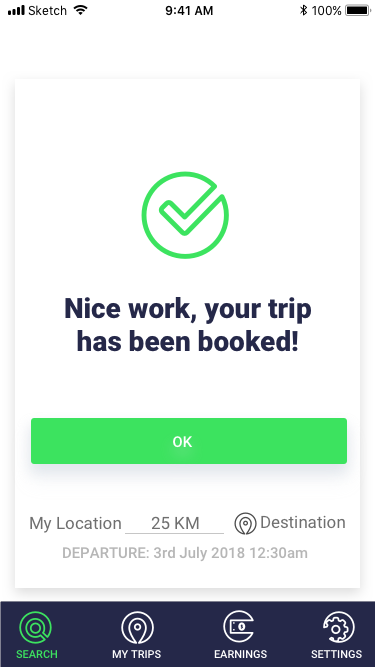 Sketch 9:41 AM 100%
Nice work, your trip
has been booked!
OK
My Location 25 KM Destination
DEPARTURE: 3rd July 2018 12:30am
SEARCH MY TRIPS EARNINGS SETTINGS